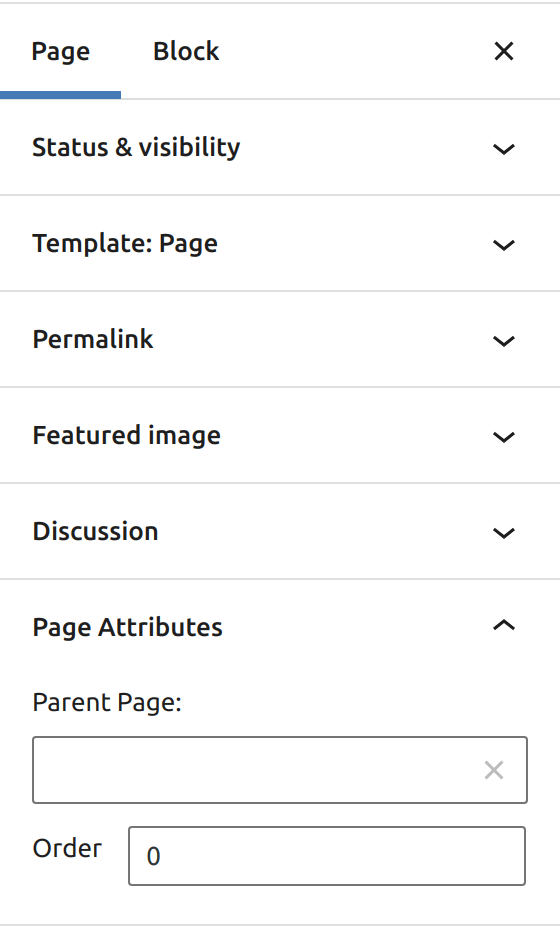 Page Block
Status & visibility
Template: Page
Permalink
Featured image
Discussion
Page Attributes
Parent Page:
Order 0